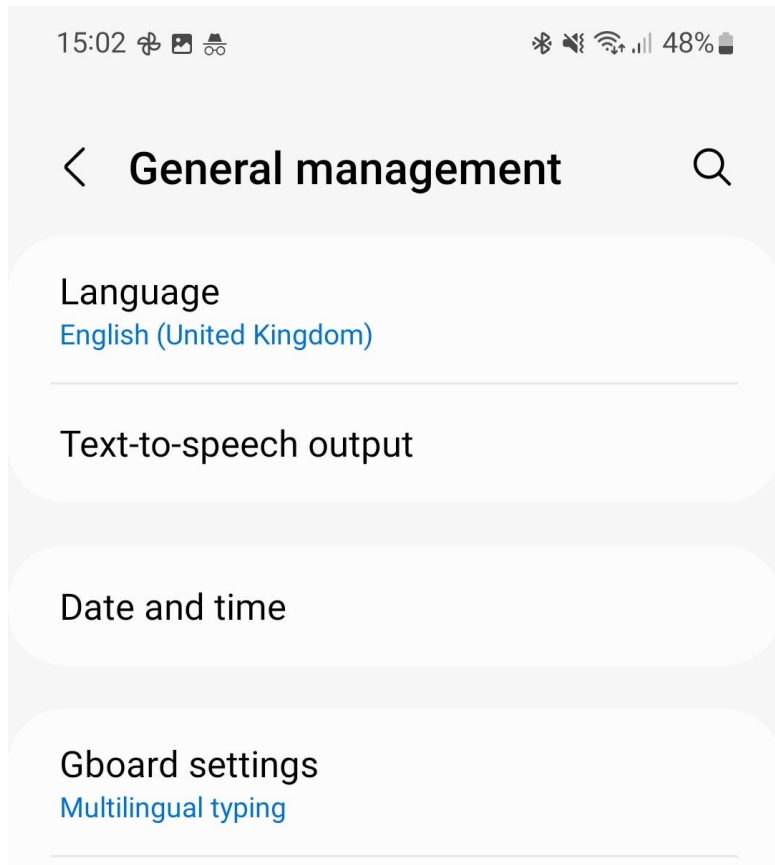 15:02 48%
General management
Language
English (United Kingdom)
Text-to-speech output
Date and time
Gboard settings
Multilingual typing